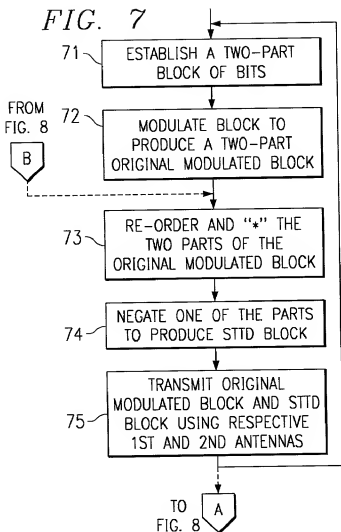 FIG. 7
71
ESTABLISH A TWO-PART
BLOCK OF BITS
FROM
FIG. 8
B
72
MODULATE BLOCK TO
PRODUCE A TWO-PART
ORIGINAL MODULATED BLOCK
73
RE-ORDER AND "*" THE
TWO PARTS OF THE
ORIGINAL MODULATED BLOCK
74
NEGATE ONE OF THE PARTS
TO PRODUCE STTD BLOCK
75
TRANSMIT ORIGINAL
MODULATED BLOCK AND STTD
BLOCK USING RESPECTIVE
1ST AND 2ND ANTENNAS
TO
FIG. 8
A